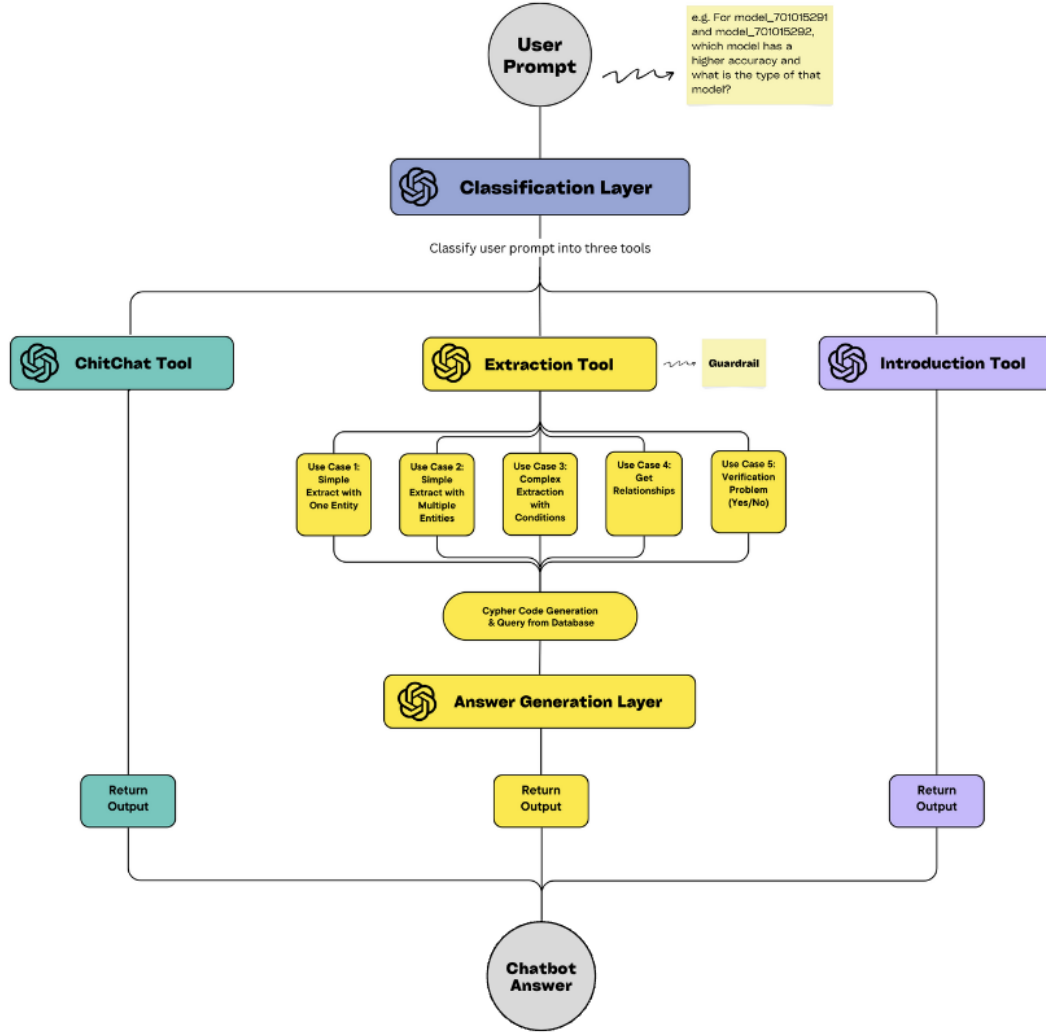 User
Prompt
e.g. For model_701015291
and model_701015292,
which model has a
higher accuracy and
what is the type of that
model?
Classification Layer
Classify user prompt into three tools
ChitChat Tool
Extraction Tool
Guardrail
Introduction Tool
Use Case 1:
Simple
Extract with
One Entity
Use Case 2:
Simple
Extract with
Multiple
Entities
Use Case 3:
Complex
Extraction
with
Conditions
Use Case 4:
Get
Relationships
Use Case 5:
Verification
Problem
(Yes/No)
Cypher Code Generation
& Query from Database
Answer Generation Layer
Return
Output
Return
Output
Return
Output
Chatbot
Answer